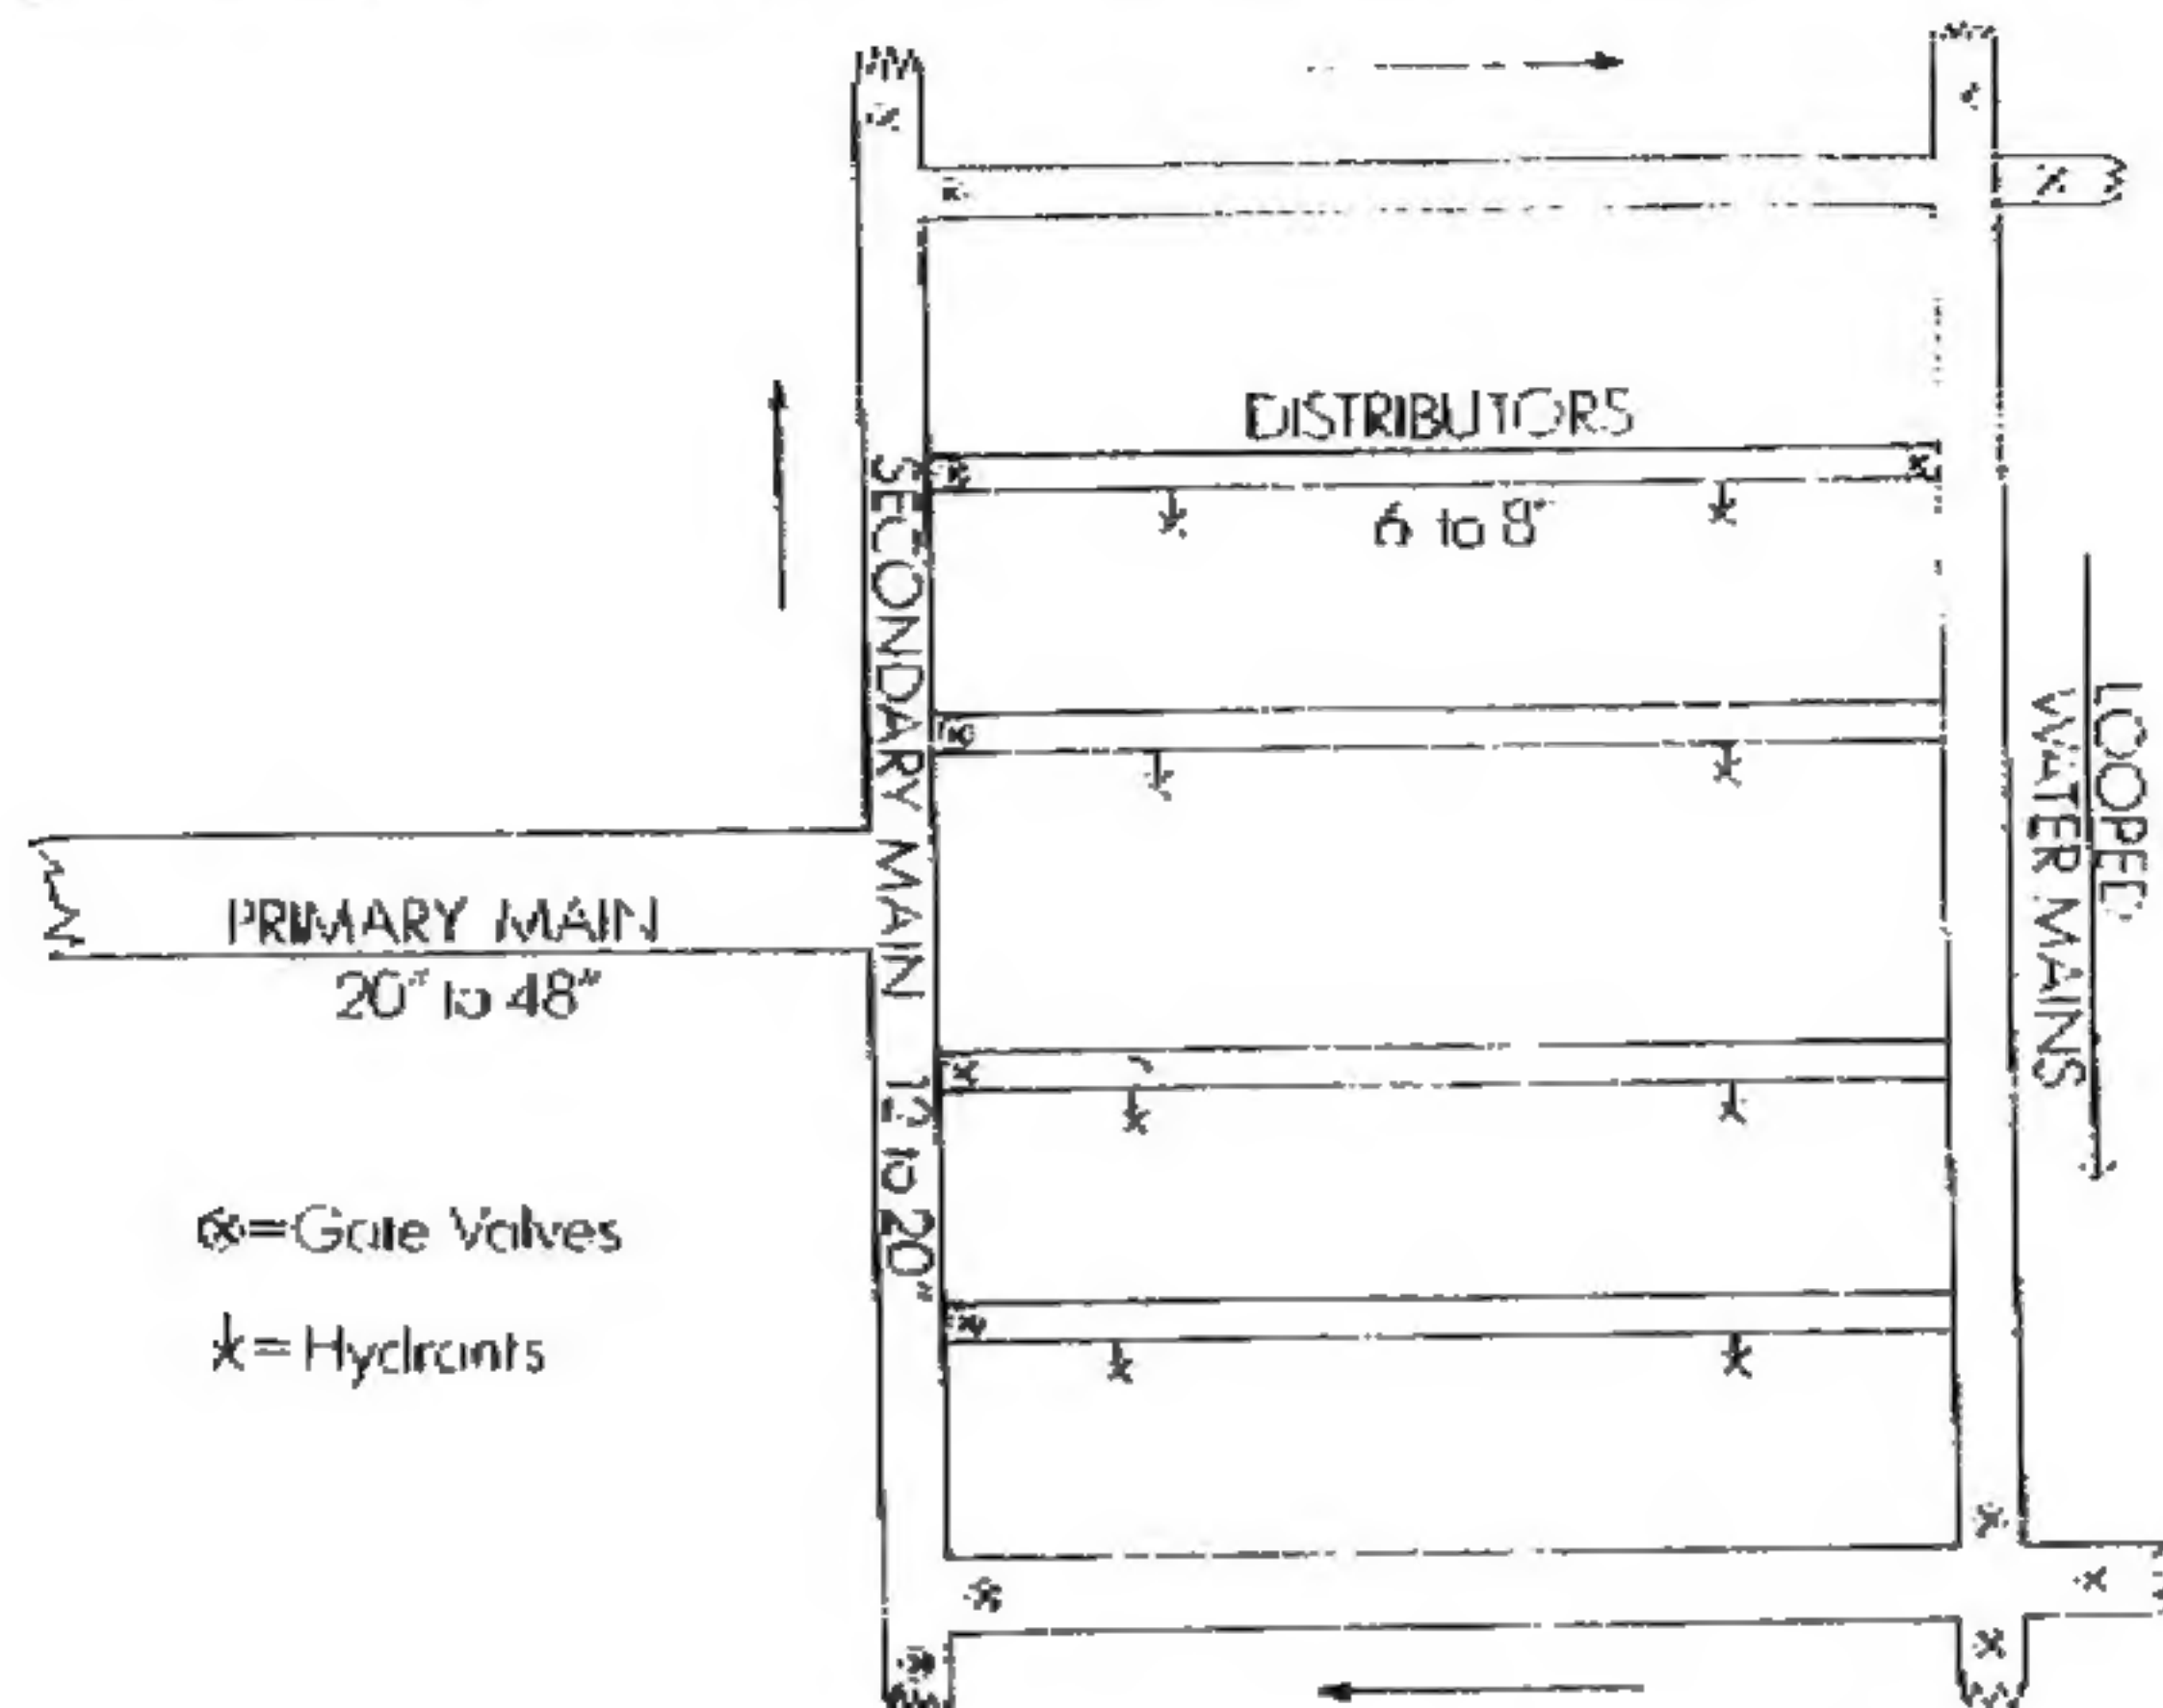 DISTRIBUTORS
6 to 8"
SECONDARY MAIN 12 to 20"
LOOPED
WATER MAINS
PRIMARY MAIN
20" to 48"
=Gate Valves
= Hydrants